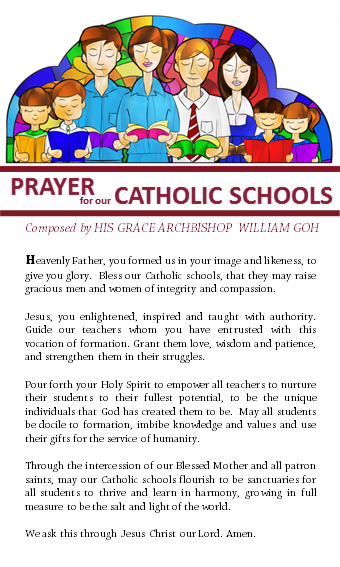 PRAYER for our CATHOLIC SCHOOLS
Composed by HIS GRACE ARCHBISHOP WILLIAM GOH
Heavenly Father, you formed us in your image and likeness, to
give you glory. Bless our Catholic schools, that they may raise
gracious men and women of integrity and compassion.
Jesus, you enlightened, inspired and taught with authority.
Guide our teachers whom you have entrusted with this
vocation of formation. Grant them love, wisdom and patience,
and strengthen them in their struggles.
Pour forth your Holy Spirit to empower all teachers to nurture
their students to their fullest potential, to be the unique
individuals that God has created them to be. May all students
be docile to formation, imbibe knowledge and values and use
their gifts for the service of humanity.
Through the intercession of our Blessed Mother and all patron
saints, may our Catholic schools flourish to be sanctuaries for
all students to thrive and learn in harmony, growing in full
measure to be the salt and light of the world.
We ask this through Jesus Christ our Lord. Amen.